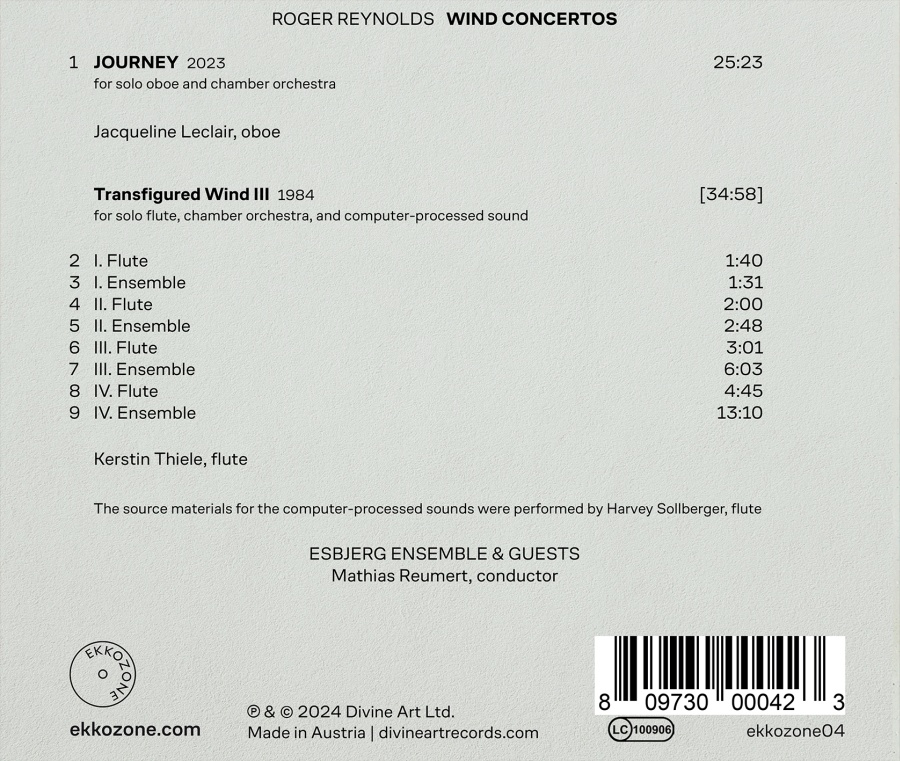 ROGER REYNOLDS WIND CONCERTOS
1 JOURNEY 2023 25:23
for solo oboe and chamber orchestra
Jacqueline Leclair, oboe
Transfigured Wind III 1984 [34:58]
for solo flute, chamber orchestra, and computer-processed sound
2 I. Flute 1:40
3 I. Ensemble 1:31
4 II. Flute 2:00
5 II. Ensemble 2:48
6 III. Flute 3:01
7 III. Ensemble 6:03
8 IV. Flute 4:45
9 IV. Ensemble 13:10
Kerstin Thiele, flute
The source materials for the computer-processed sounds were performed by Harvey Sollberger, flute
ESBJERG ENSEMBLE & GUESTS
Mathias Reumert, conductor
EKKOZONE
ekkozone.com
℗ & © 2024 Divine Art Ltd.
Made in Austria | divineartrecords.com
8 09730 00042 3
LC 100906
ekkozone04